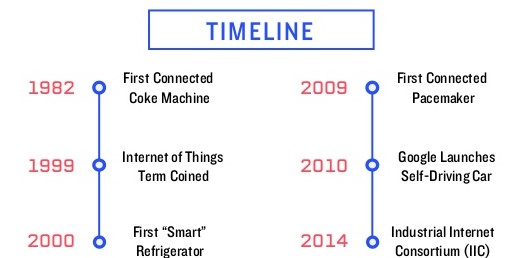 TIMELINE
1982
First Connected
Coke Machine
1999
Internet of Things
Term Coined
2000
First “Smart”
Refrigerator
2009
First Connected
Pacemaker
2010
Google Launches
Self-Driving Car
2014
Industrial Internet
Consortium (IIC)